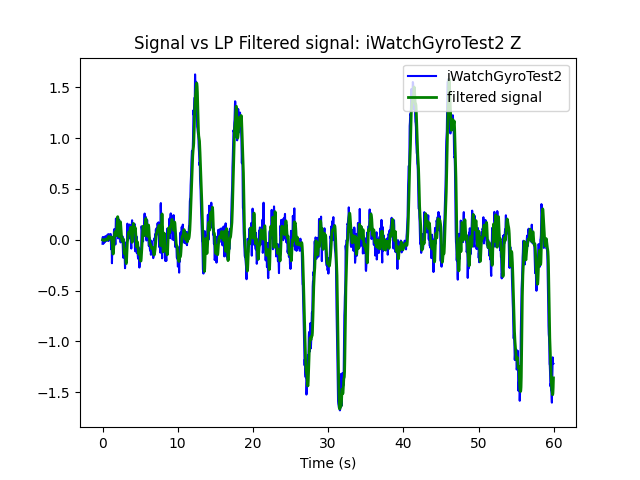 Signal vs LP Filtered signal: iWatchGyroTest2 Z
iWatchGyroTest2
filtered signal
1.5
1.0
0.5
0.0
−0.5
−1.0
−1.5
0 10 20 30 40 50 60
Time (s)